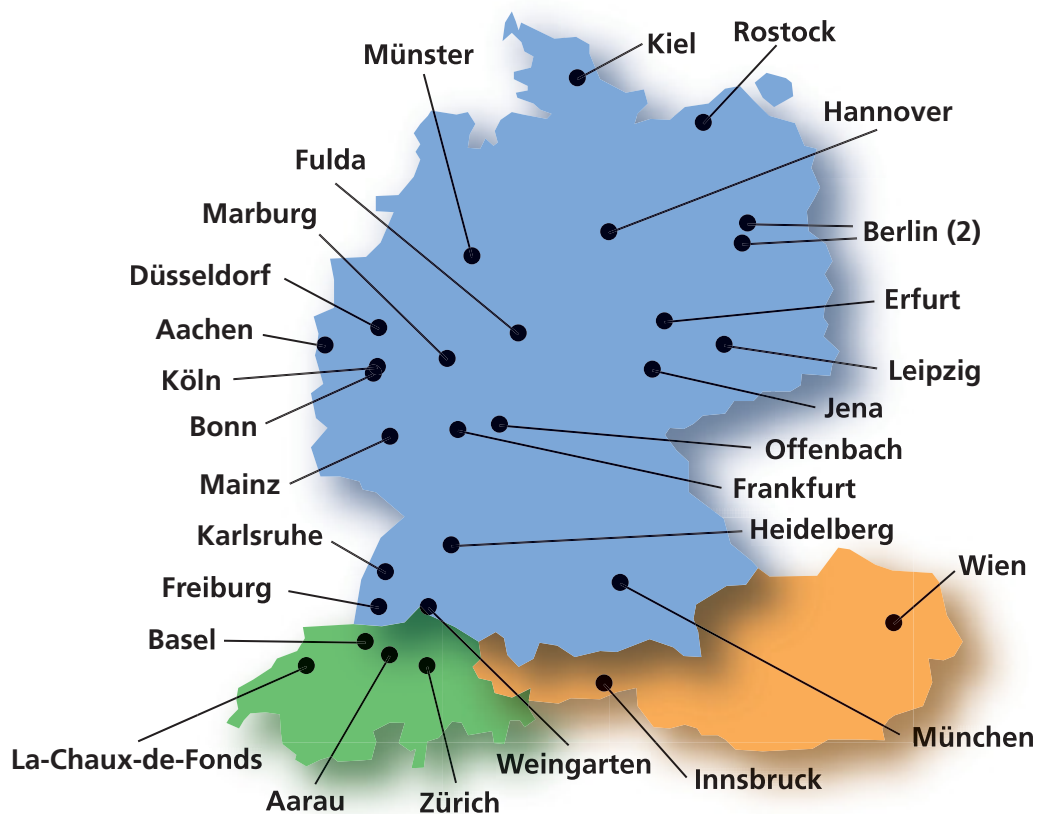 Kiel
Rostock
Münster
Hannover
Fulda
Marburg
Berlin (2)
Düsseldorf
Erfurt
Aachen
Leipzig
Köln
Jena
Bonn
Offenbach
Mainz
Frankfurt
Heidelberg
Karlsruhe
Wien
Freiburg
Basel
München
La-Chaux-de-Fonds
Weingarten
Innsbruck
Aarau
Zürich